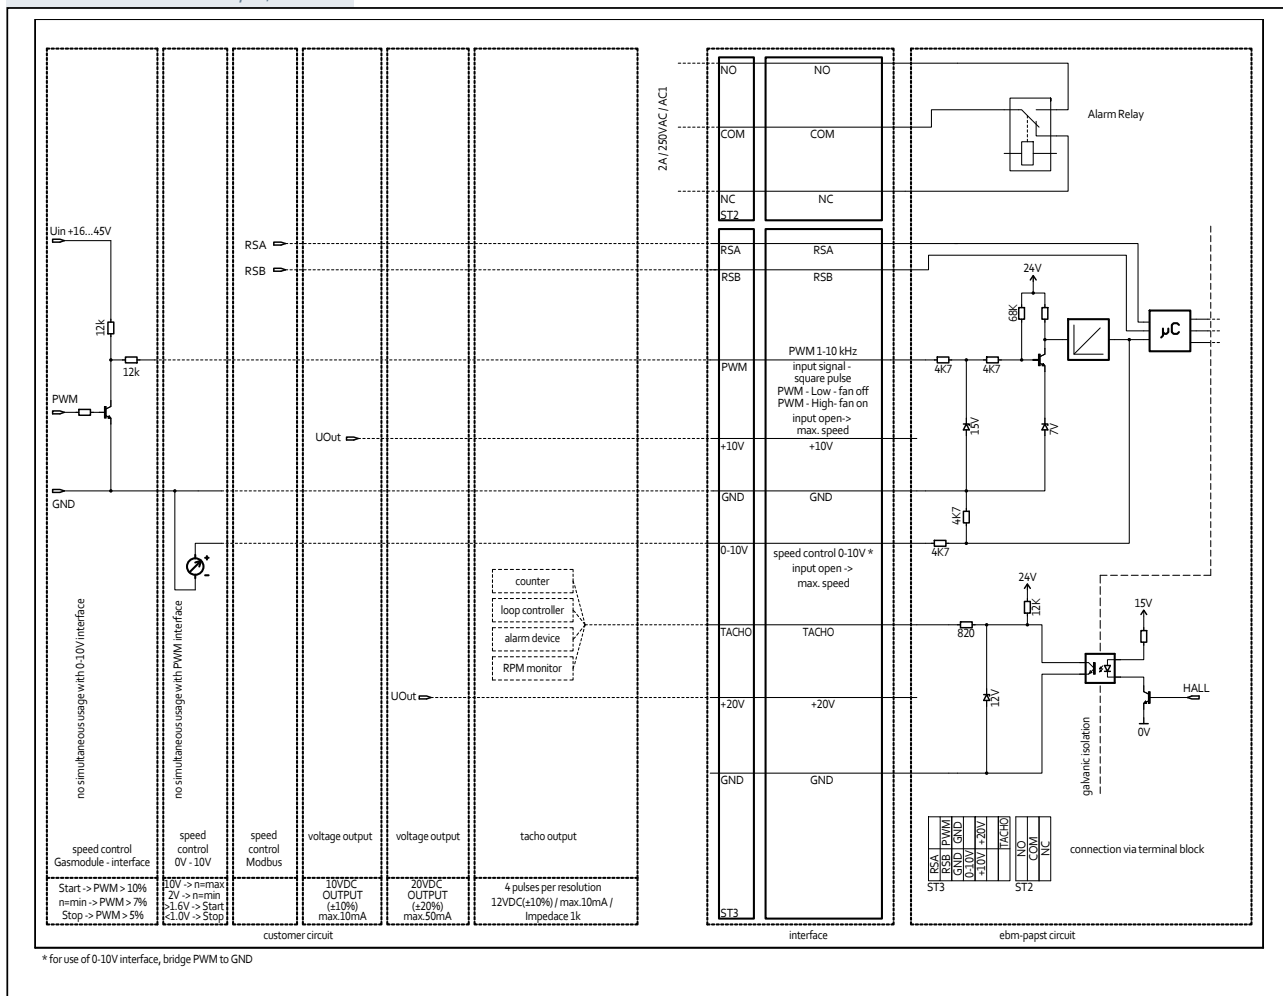 NO
NO
COM
COM
NC
NC
ST2
2A / 250VAC / AC1
Alarm Relay
Uin +16...45V
RSA
RSB
RSA
RSA
RSB
RSB
24V
68K
µC
12k
12k
PWM
PWM
PWM 1-10 kHz
input signal -
square pulse
PWM - Low - fan off
PWM - High- fan on
input open->
max. speed
4K7
4K7
15V
7V
UOut
+10V
+10V
GND
GND
GND
4K7
4K7
+
-
0-10V
speed control 0-10V *
input open ->
max. speed
no simultaneous usage with 0-10V interface
no simultaneous usage with PWM interface
counter
loop controller
alarm device
RPM monitor
TACHO
TACHO
24V
12K
820
15V
12V
HALL
0V
galvanic isolation
UOut
+20V
+20V
GND
GND
speed control
Gasmodule - interface
speed
control
0V - 10V
speed
control
Modbus
voltage output
voltage output
tacho output
Start -> PWM > 10%
n=min -> PWM > 7%
Stop -> PWM > 5%
10V -> n=max
2V -> n=min
>1.6V -> Start
<1.0V -> Stop
10VDC
OUTPUT
(±10%)
max.10mA
20VDC
OUTPUT
(±20%)
max.50mA
4 pulses per resolution
12VDC(±10%) / max.10mA /
Impedace 1k
ST3
RSA
RSB PWM
GND GND
0-10V
+10V +20V
TACHO
ST3
NO
COM
NC
ST2
connection via terminal block
customer circuit
interface
ebm-papst circuit
* for use of 0-10V interface, bridge PWM to GND